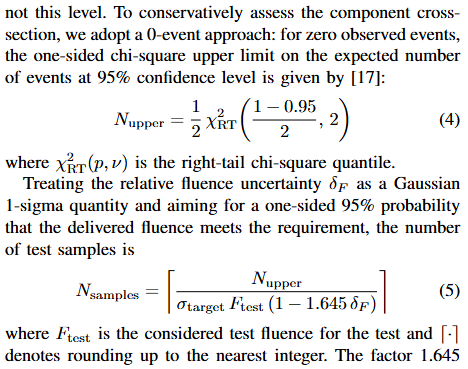 not this level. To conservatively assess the component cross-
section, we adopt a 0-event approach: for zero observed events,
the one-sided chi-square upper limit on the expected number
of events at 95% confidence level is given by [17]:
N_upper = 1/2 χ²_RT ( (1 − 0.95)/2 , 2 ) (4)
where χ²_RT(p, ν) is the right-tail chi-square quantile.
Treating the relative fluence uncertainty δ_F as a Gaussian
1-sigma quantity and aiming for a one-sided 95% probability
that the delivered fluence meets the requirement, the number
of test samples is
N_samples = ⌈ N_upper / (σ_target F_test (1 − 1.645 δ_F)) ⌉ (5)
where F_test is the considered test fluence for the test and ⌈·⌉
denotes rounding up to the nearest integer. The factor 1.645